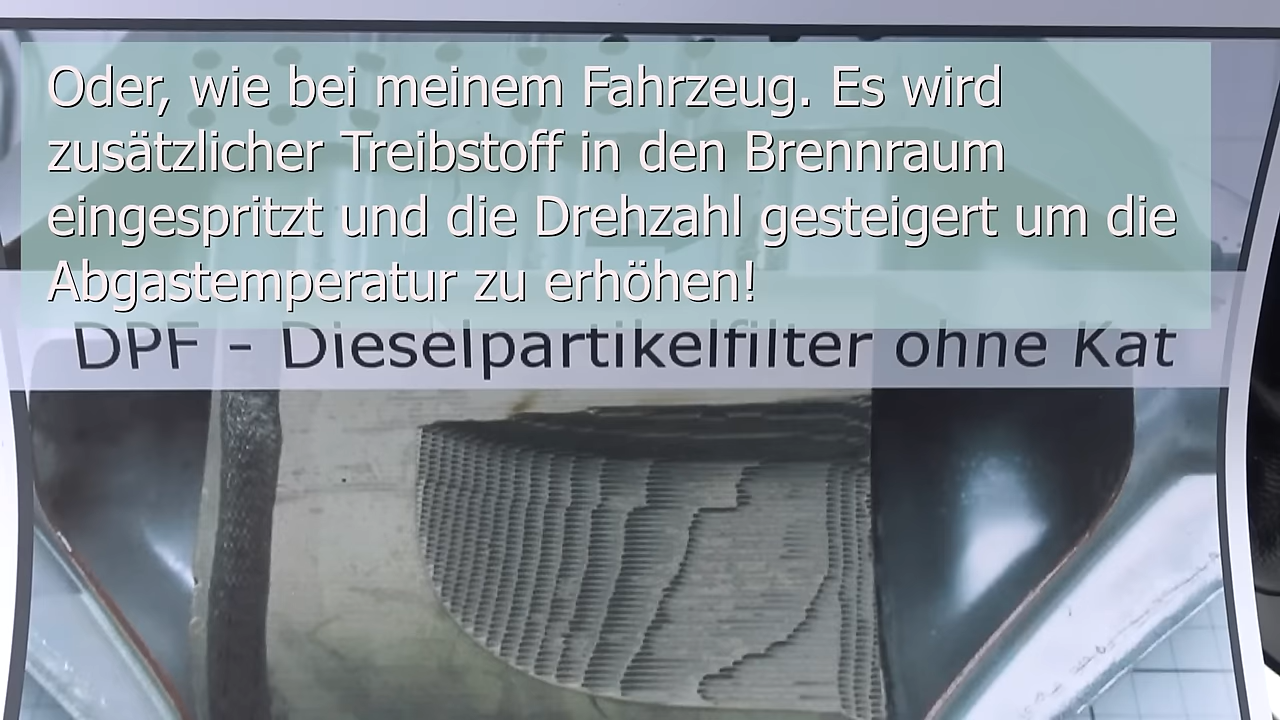 Oder, wie bei meinem Fahrzeug. Es wird
zusätzlicher Treibstoff in den Brennraum
eingespritzt und die Drehzahl gesteigert um die
Abgastemperatur zu erhöhen!
DPF - Dieselpartikelfilter ohne Kat